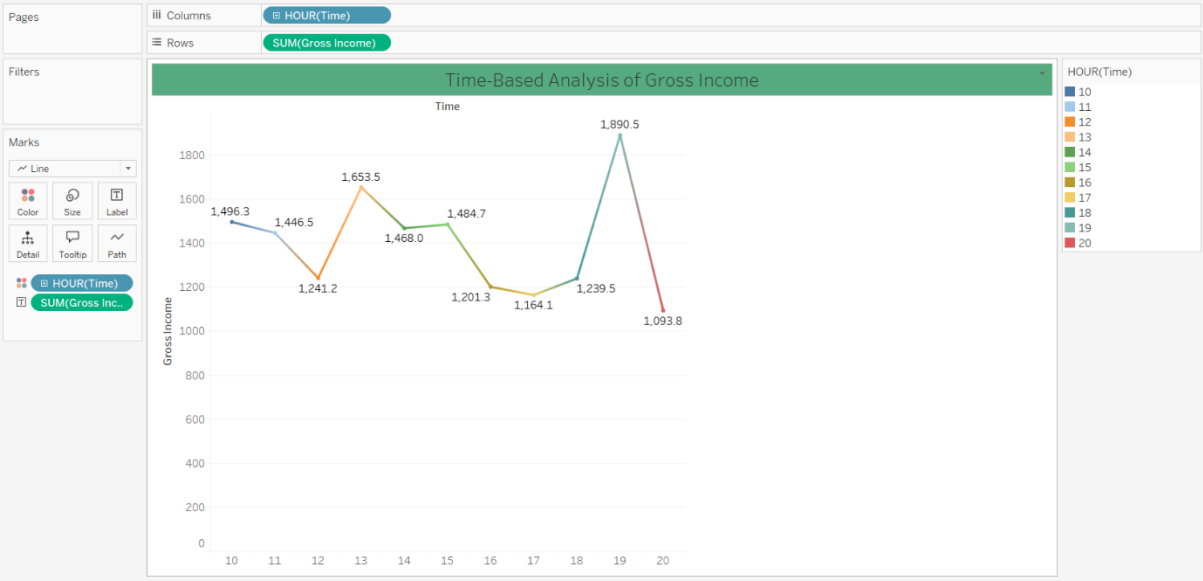 Pages
Columns
HOUR(Time)
Rows
SUM(Gross Income)
Filters
Marks
Line
Color
Size
Label
Detail
Tooltip
Path
HOUR(Time)
SUM(Gross Inc..
Time-Based Analysis of Gross Income
Time
Gross Income
1800
1600
1400
1200
1000
800
600
400
200
0
1,496.3
1,446.5
1,241.2
1,653.5
1,468.0
1,484.7
1,201.3
1,164.1
1,239.5
1,890.5
1,093.8
10
11
12
13
14
15
16
17
18
19
20
HOUR(Time)
10
11
12
13
14
15
16
17
18
19
20